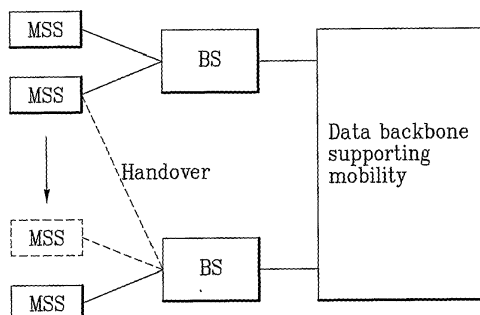 MSS
BS
MSS
Data backbone
supporting
mobility
Handover
MSS
BS
MSS